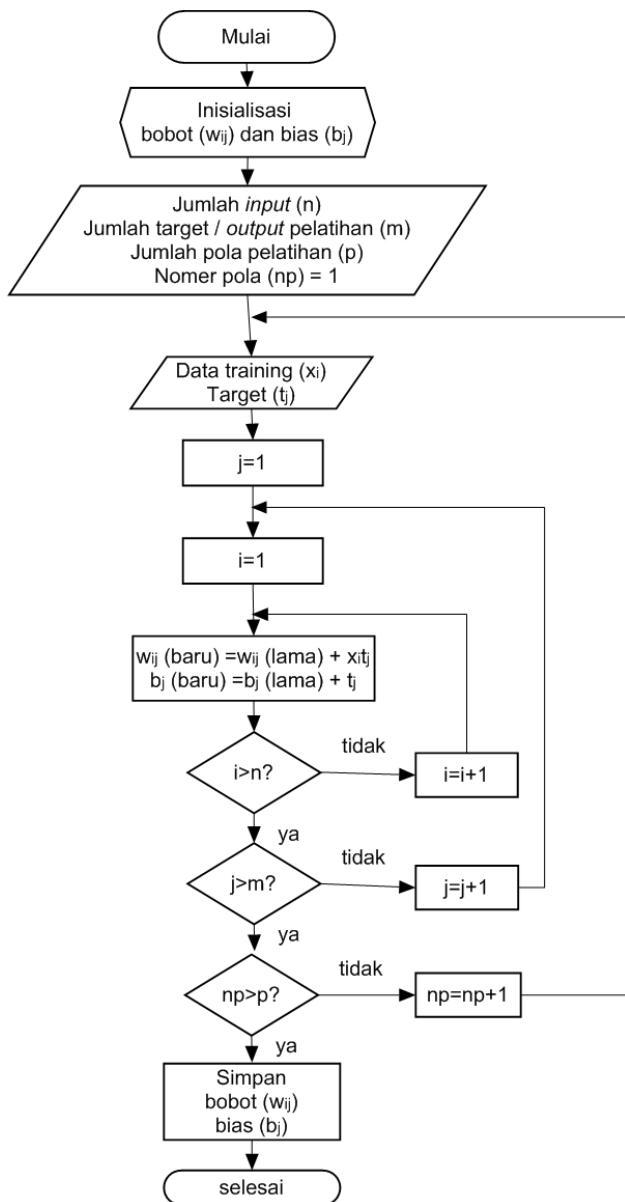 Mulai
Inisialisasi
bobot (wij) dan bias (bj)
Jumlah input (n)
Jumlah target / output pelatihan (m)
Jumlah pola pelatihan (p)
Nomer pola (np) = 1
Data training (xi)
Target (tj)
j=1
i=1
wij (baru) =wij (lama) + xitj
bj (baru) =bj (lama) + tj
i>n?
tidak
i=i+1
ya
j>m?
tidak
j=j+1
ya
np>p?
tidak
np=np+1
ya
Simpan
bobot (wij)
bias (bj)
selesai